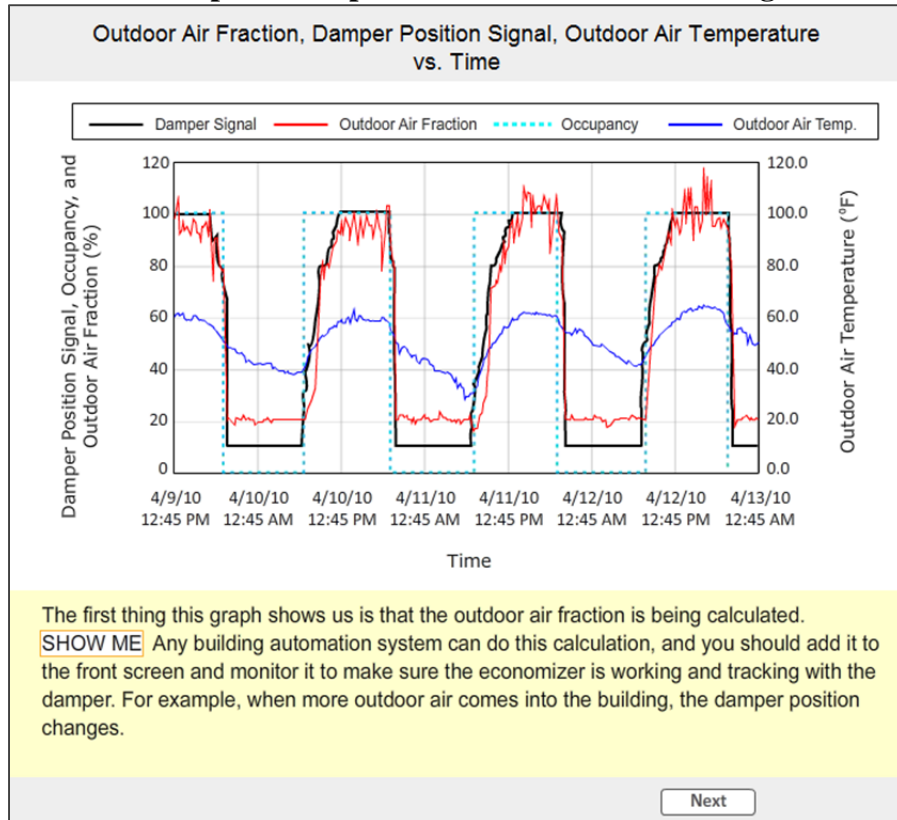 Outdoor Air Fraction, Damper Position Signal, Outdoor Air Temperature
vs. Time
Damper Signal Outdoor Air Fraction Occupancy Outdoor Air Temp.
Damper Position Signal, Occupancy, and
Outdoor Air Fraction (%)
120
100
80
60
40
20
0
120.0
100.0
80.0
60.0
40.0
20.0
0.0
Outdoor Air Temperature (°F)
4/9/10 4/10/10 4/10/10 4/11/10 4/11/10 4/12/10 4/12/10 4/13/10
12:45 PM 12:45 AM 12:45 PM 12:45 AM 12:45 PM 12:45 AM 12:45 PM 12:45 AM
Time
The first thing this graph shows us is that the outdoor air fraction is being calculated.
SHOW ME Any building automation system can do this calculation, and you should add it to
the front screen and monitor it to make sure the economizer is working and tracking with the
damper. For example, when more outdoor air comes into the building, the damper position
changes.
Next